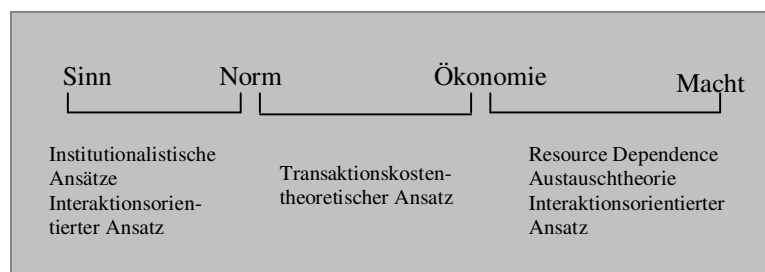 Sinn Norm Ökonomie Macht
Institutionalistische
Ansätze
Interaktionsorien-
tierter Ansatz
Transaktionskosten-
theoretischer Ansatz
Resource Dependence
Austauschtheorie
Interaktionsorientierter
Ansatz